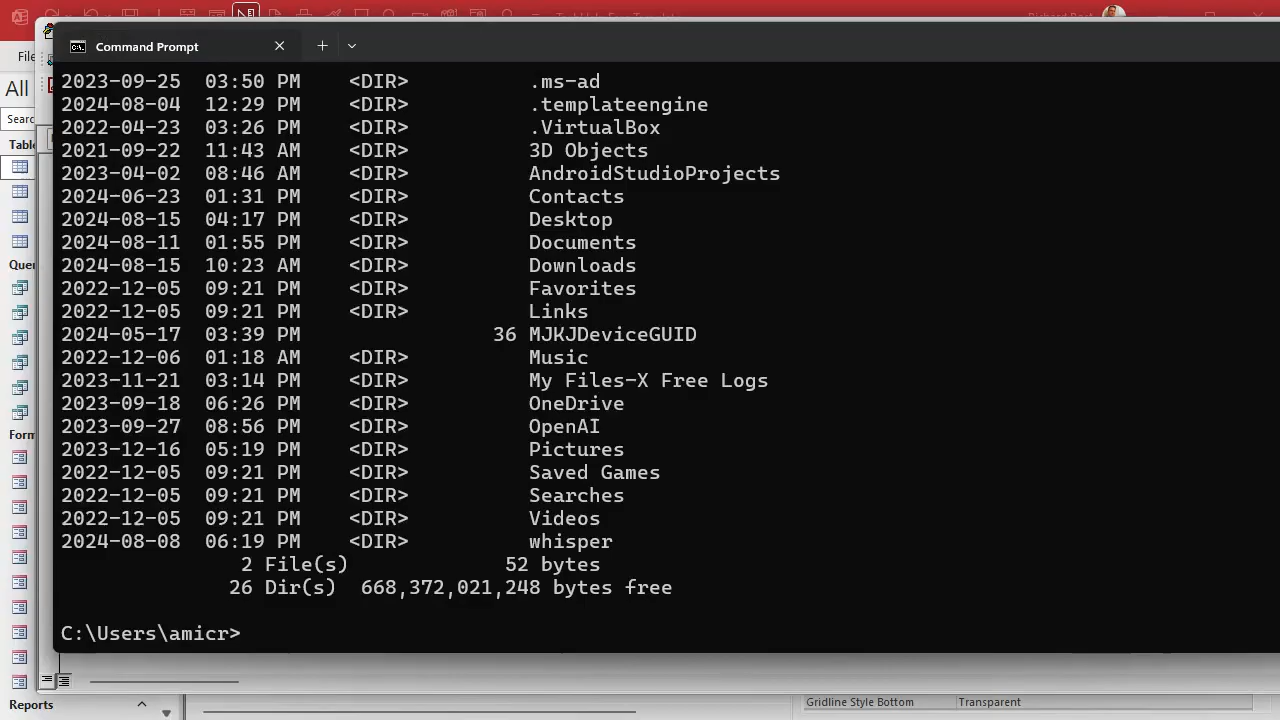 Command Prompt
File
All
Sear
Table
Que
Form
Reports
2023-09-25  03:50 PM    <DIR>          .ms-ad
2024-08-04  12:29 PM    <DIR>          .templateengine
2022-04-23  03:26 PM    <DIR>          .VirtualBox
2021-09-22  11:43 AM    <DIR>          3D Objects
2023-04-02  08:46 AM    <DIR>          AndroidStudioProjects
2024-06-23  01:31 PM    <DIR>          Contacts
2024-08-15  04:17 PM    <DIR>          Desktop
2024-08-11  01:55 PM    <DIR>          Documents
2024-08-15  10:23 AM    <DIR>          Downloads
2022-12-05  09:21 PM    <DIR>          Favorites
2022-12-05  09:21 PM    <DIR>          Links
2024-05-17  03:39 PM                36 MJKJDeviceGUID
2022-12-06  01:18 AM    <DIR>          Music
2023-11-21  03:14 PM    <DIR>          My Files-X Free Logs
2023-09-18  06:26 PM    <DIR>          OneDrive
2023-09-27  08:56 PM    <DIR>          OpenAI
2023-12-16  05:19 PM    <DIR>          Pictures
2022-12-05  09:21 PM    <DIR>          Saved Games
2022-12-05  09:21 PM    <DIR>          Searches
2022-12-05  09:21 PM    <DIR>          Videos
2024-08-08  06:19 PM    <DIR>          whisper
2 File(s)             52 bytes
26 Dir(s)  668,372,021,248 bytes free
C:\Users\amicr>
Gridline Style Bottom    Transparent